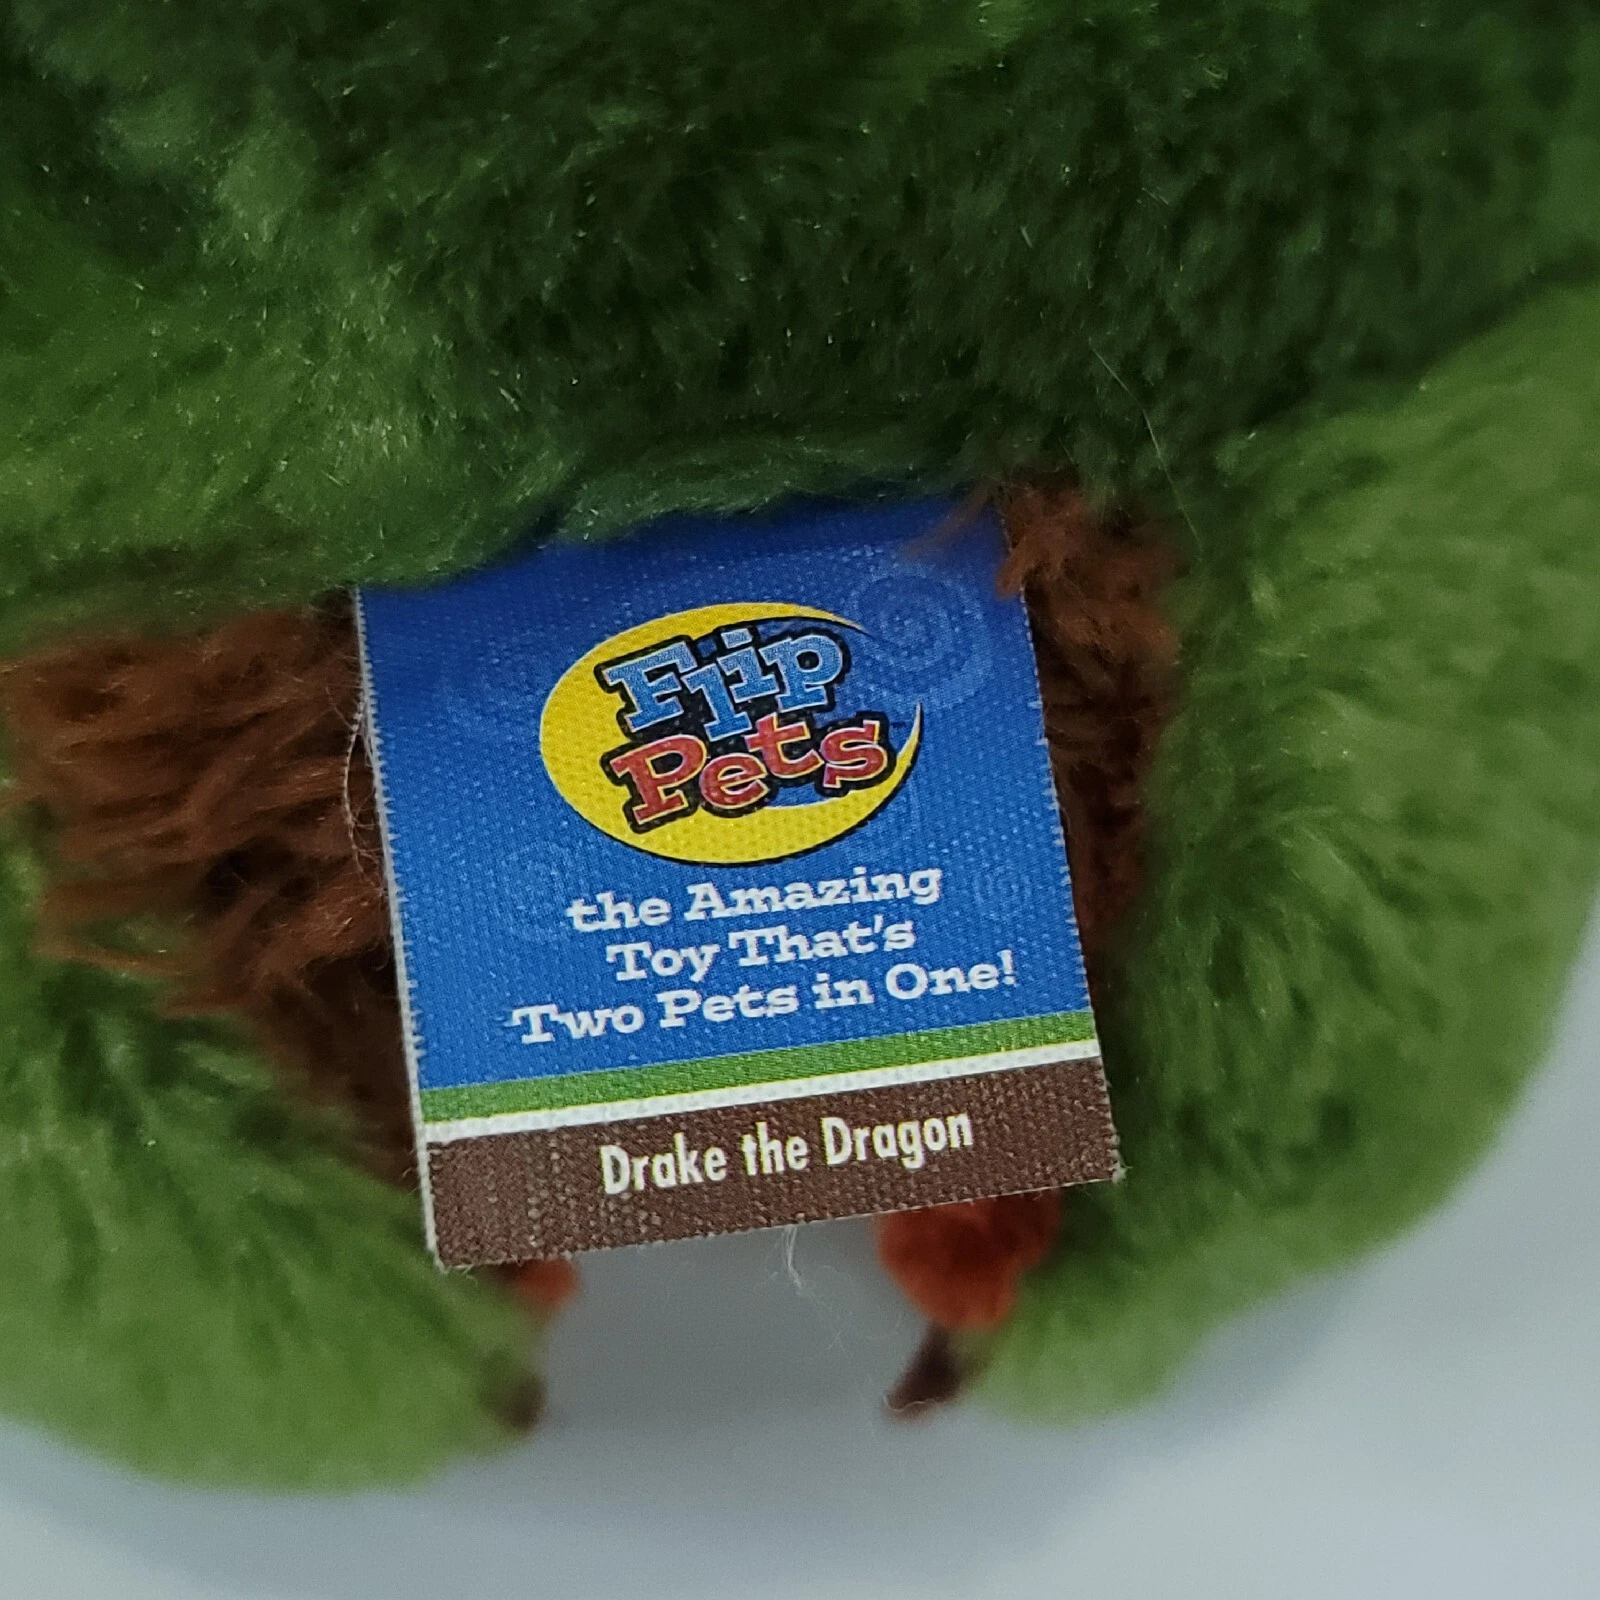 Flip
Pets
the Amazing
Toy That's
Two Pets in One!
Drake the Dragon